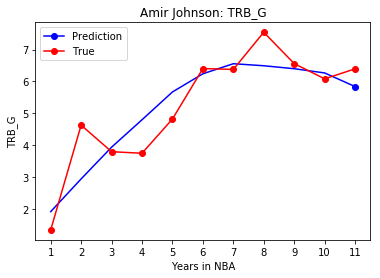 Amir Johnson: TRB_G
Prediction
True
TRB_G
7
6
5
4
3
2
1 2 3 4 5 6 7 8 9 10 11
Years in NBA